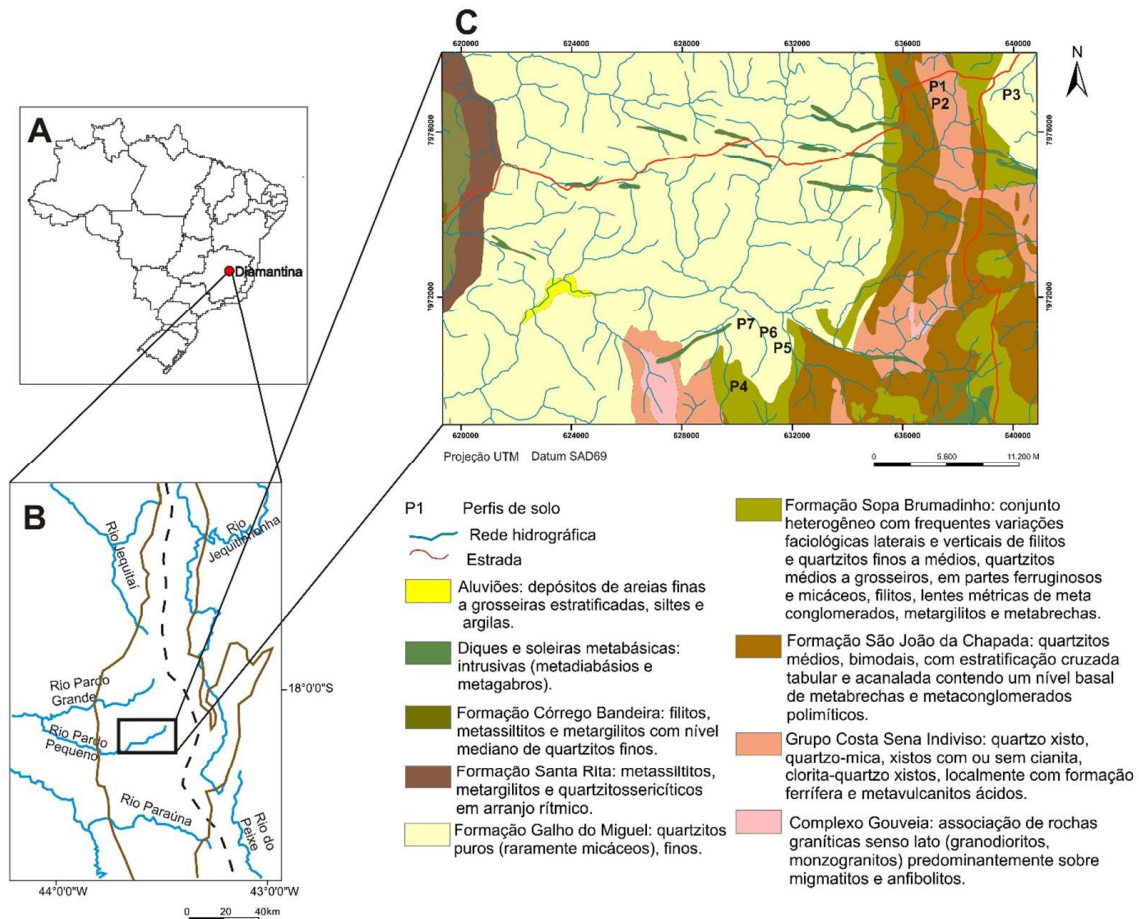 A
Diamantina
B
Rio Jequitaí
Rio
Jequitinhonha
Rio Pardo
Grande
Rio Pardo
Pequeno
Rio Paraúna
Rio do
Peixe
18°0'0"S
44°0'0"W
43°0'0"W
0 20 40km
C
620000 624000 628000 632000 636000 640000
N
7978000
7978000
7972000
7972000
P1
P2
P3
P7
P6
P5
P4
620000 624000 628000 632000 636000 640000
Projeção UTM Datum SAD69
0 5.600 11.200 M
P1 Perfis de solo
Rede hidrográfica
Estrada
Aluviões: depósitos de areias finas
a grosseiras estratificadas, siltes e
argilas.
Diques e soleiras metabásicas:
intrusivas (metadiabásios e
metagabros).
Formação Córrego Bandeira: filitos,
metassiltitos e metargilitos com nível
mediano de quartzitos finos.
Formação Santa Rita: metassiltitos,
metargilitos e quartzitossericíticos
em arranjo rítmico.
Formação Galho do Miguel: quartzitos
puros (raramente micáceos), finos.
Formação Sopa Brumadinho: conjunto
heterogêneo com frequentes variações
faciológicas laterais e verticais de filitos
e quartzitos finos a médios, quartzitos
médios a grosseiros, em partes ferruginosos
e micáceos, filitos, lentes métricas de meta
conglomerados, metargilitos e metabrechas.
Formação São João da Chapada: quartzitos
médios, bimodais, com estratificação cruzada
tabular e acanalada contendo um nível basal
de metabrechas e metaconglomerados
polimíticos.
Grupo Costa Sena Indiviso: quartzo xisto,
quartzo-mica, xistos com ou sem cianita,
clorita-quartzo xistos, localmente com formação
ferrífera e metavulcanitos ácidos.
Complexo Gouveia: associação de rochas
graníticas senso lato (granodioritos,
monzogranitos) predominantemente sobre
migmatitos e anfibolitos.